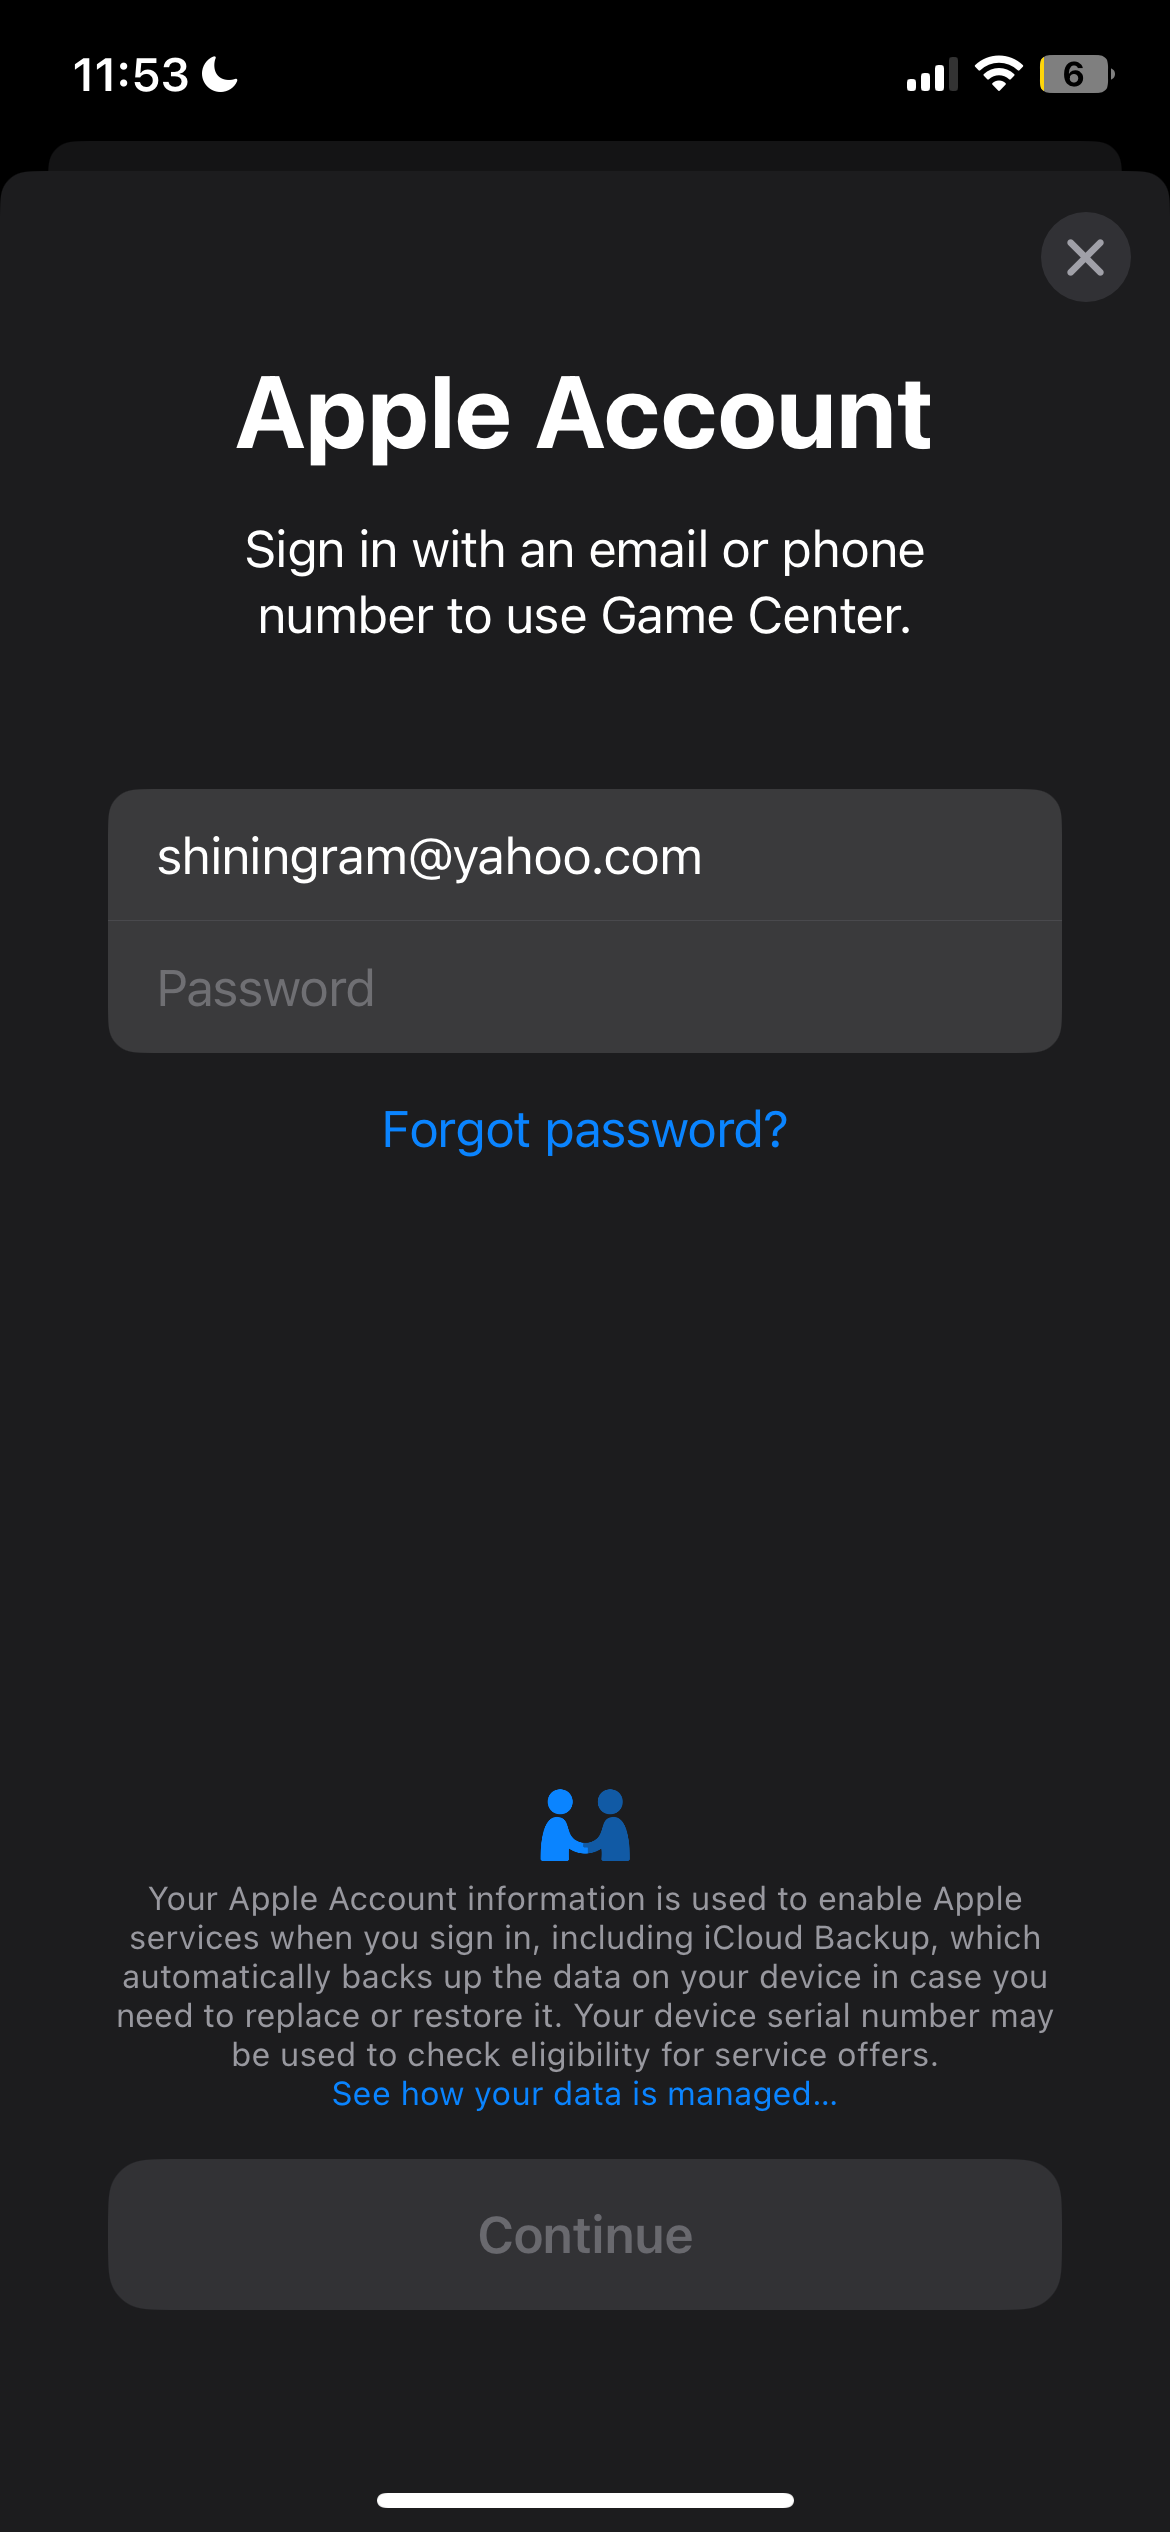 11:53
6
Apple Account
Sign in with an email or phone
number to use Game Center.
shiningram@yahoo.com
Password
Forgot password?
Your Apple Account information is used to enable Apple
services when you sign in, including iCloud Backup, which
automatically backs up the data on your device in case you
need to replace or restore it. Your device serial number may
be used to check eligibility for service offers.
See how your data is managed...
Continue